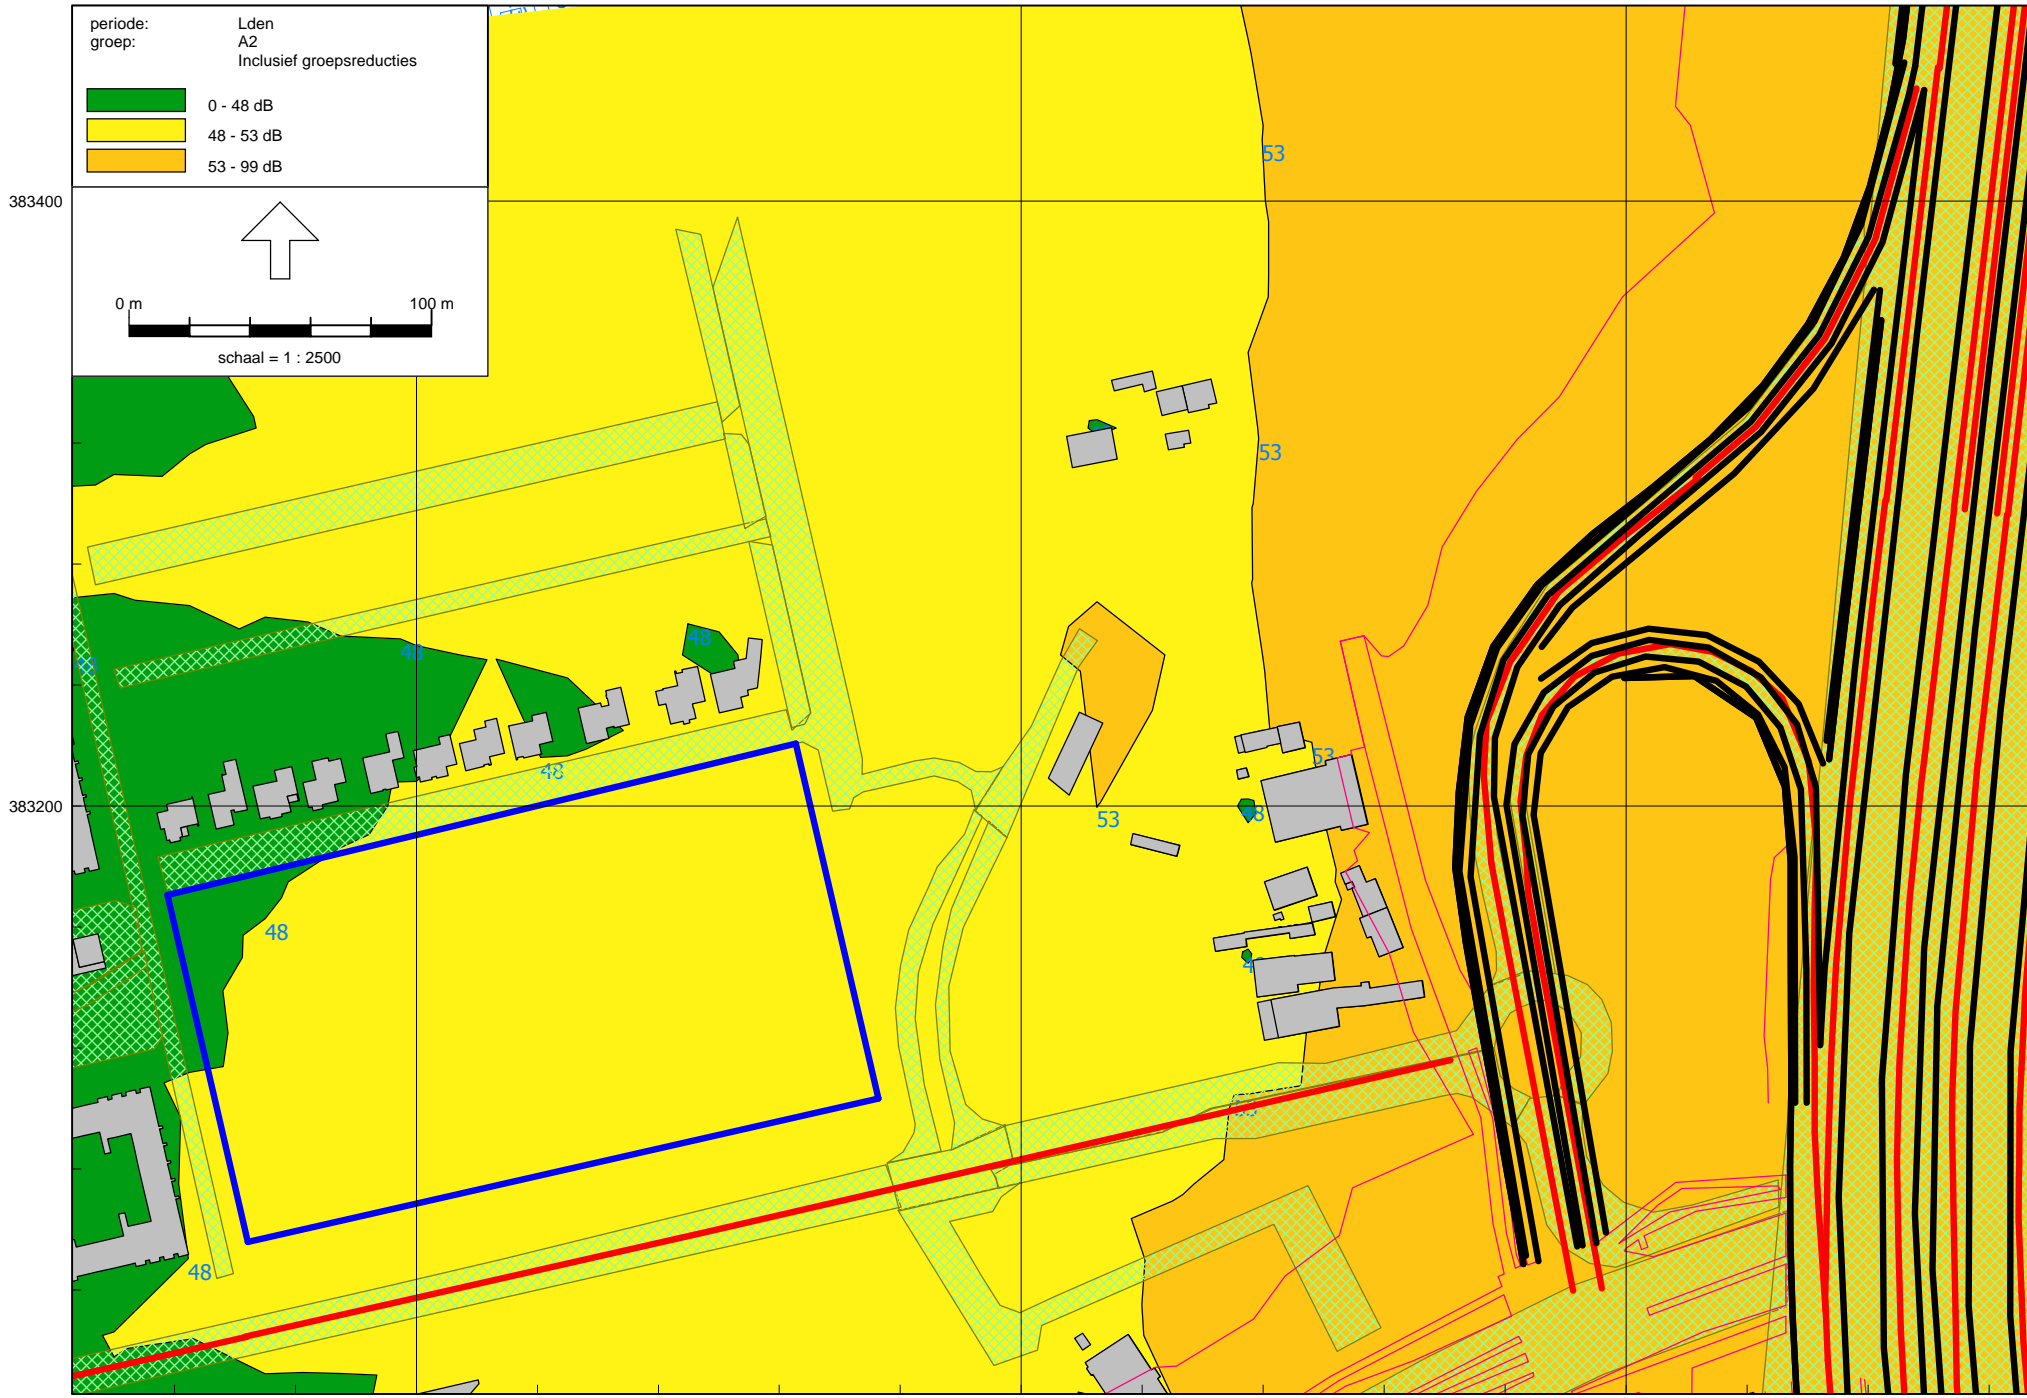 periode: Lden
groep: A2
Inclusief groepsreducties
0 - 48 dB
48 - 53 dB
53 - 99 dB
53
383400
0 m 100 m
schaal = 1 : 2500
53
48
48
48
53
48
383200
48
53
48
48